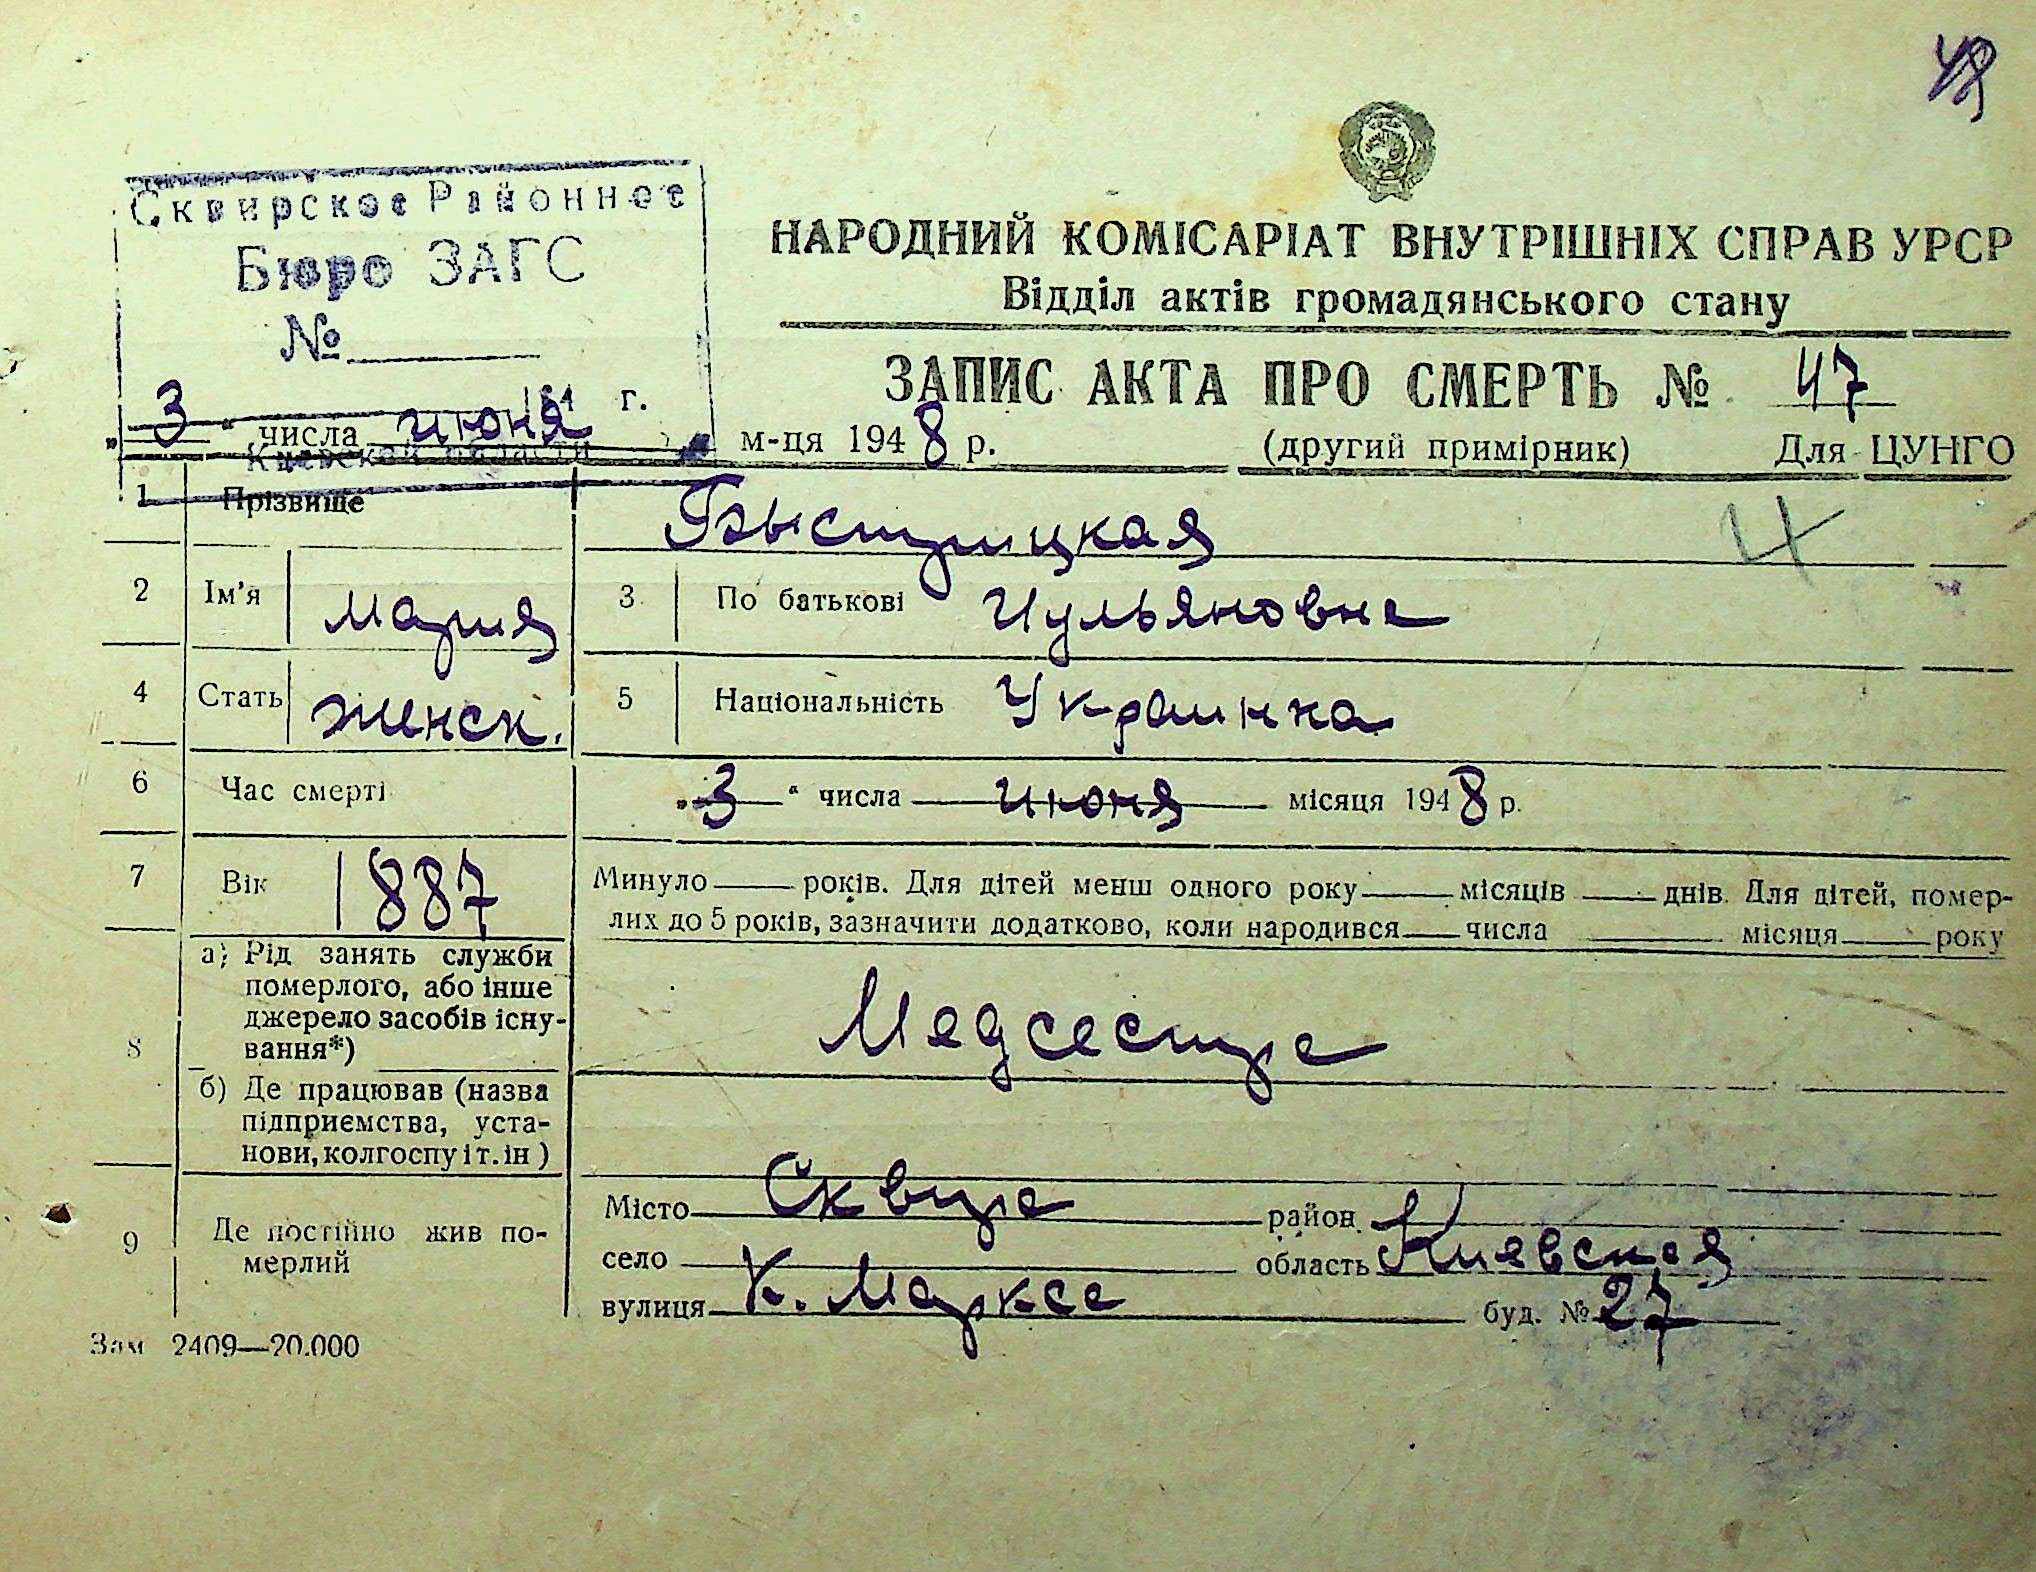 48
Сквирское Районное
Бюро ЗАГС
№
194 г.
Киевской области
НАРОДНИЙ КОМІСАРІАТ ВНУТРІШНІХ СПРАВ УРСР
Відділ актів громадянського стану
ЗАПИС АКТА ПРО СМЕРТЬ № 47
„3“ числа июня м-ця 1948 р. (другий примірник) Для ЦУНГО
1 Прізвище Быстрицкая 4
2 Ім'я Мария 3 По батькові Иульяновна
4 Стать женск. 5 Національність Украинка
6 Час смерті „3“ числа июня місяця 1948 р.
7 Вік 1887 Минуло року років. Для дітей менш одного року місяців днів. Для дітей, помер-
лих до 5 років, зазначити додатково, коли народився числа місяця року
8 а) Рід занять служби
померлого, або інше
джерело засобів існу-
вання*) Медсестра
б) Де працював (назва
підприємства, уста-
нови, колгоспу і т. ін)
9 Де постійно жив по-
мерлий
Місто Сквира район
село область Киевская
вулиця К. Маркса буд. № 27
Зам 2409—20.000